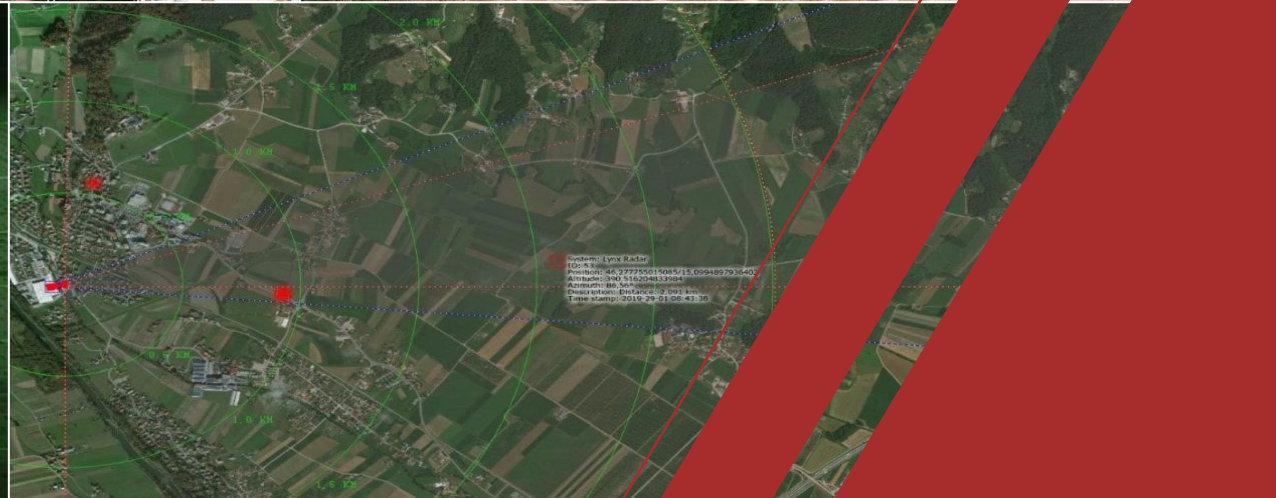 2.0 KM
1.5 KM
1.0 KM
System: Lynx Radar
ID: 53
Position: 46,277755015085/15,0994897936402
Altitude: 390,516204833984
Azimuth: 86,56°
Description: Distance: 2,091 km
Time stamp: 2019-29-01 08:43:38
0.5 KM
1.0 KM
1.5 KM